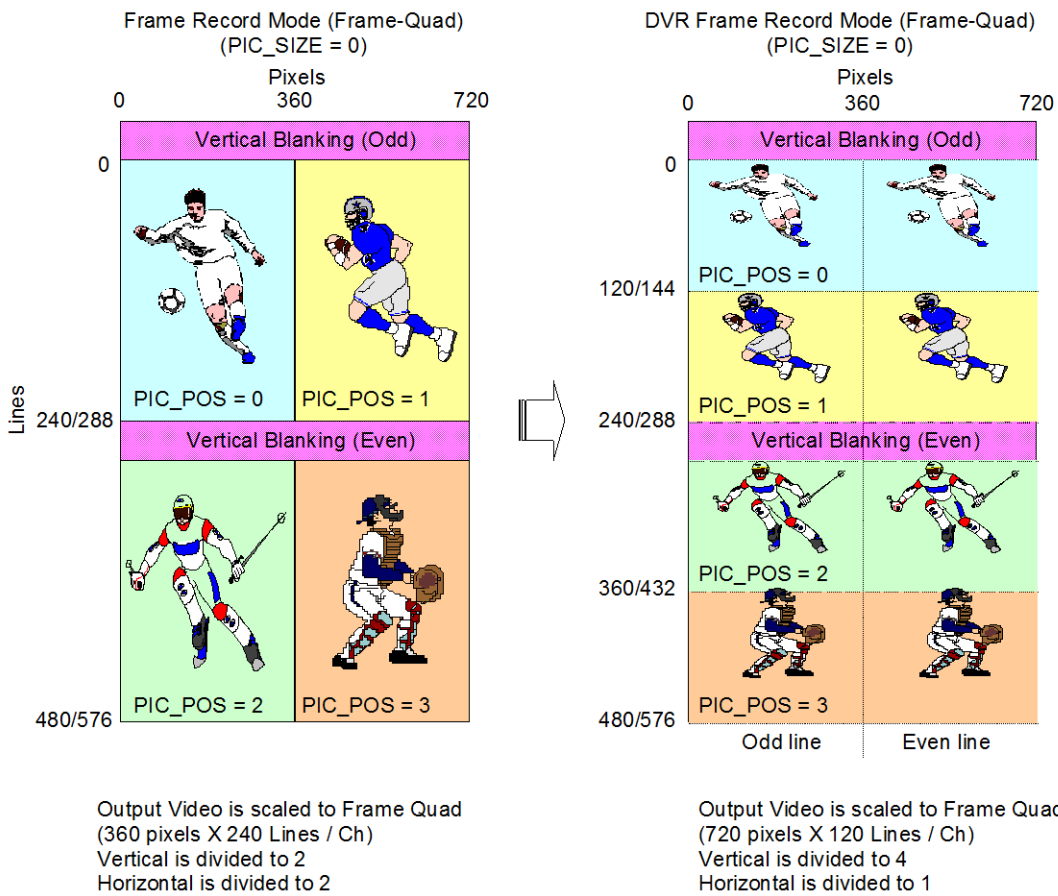 Frame Record Mode (Frame-Quad)
(PIC_SIZE = 0)
Pixels
0 360 720
Vertical Blanking (Odd)
0
PIC_POS = 0 PIC_POS = 1
Lines
240/288
Vertical Blanking (Even)
PIC_POS = 2 PIC_POS = 3
480/576
Output Video is scaled to Frame Quad
(360 pixels X 240 Lines / Ch)
Vertical is divided to 2
Horizontal is divided to 2
DVR Frame Record Mode (Frame-Quad)
(PIC_SIZE = 0)
Pixels
0 360 720
Vertical Blanking (Odd)
0
PIC_POS = 0
120/144
PIC_POS = 1
240/288
Vertical Blanking (Even)
PIC_POS = 2
360/432
PIC_POS = 3
480/576
Odd line Even line
Output Video is scaled to Frame Quad
(720 pixels X 120 Lines / Ch)
Vertical is divided to 4
Horizontal is divided to 1